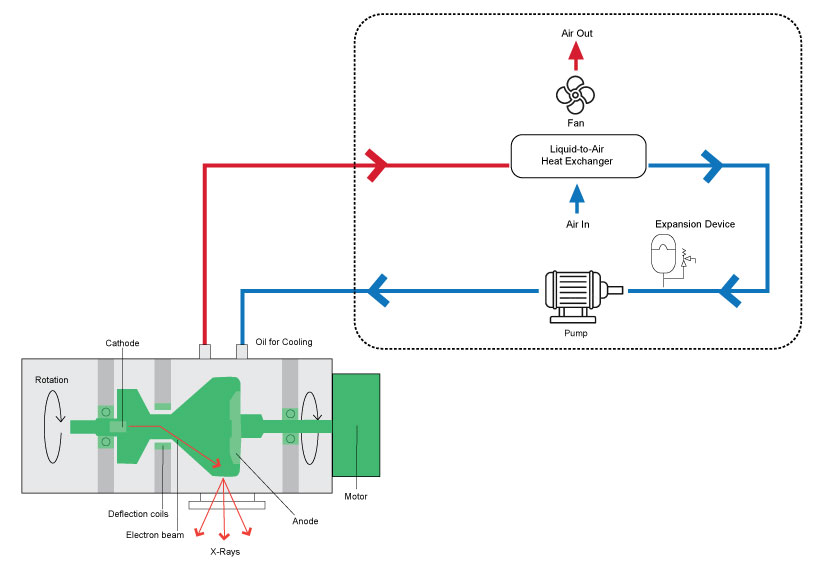 Air Out
Fan
Liquid-to-Air
Heat Exchanger
Air In
Expansion Device
Pump
Oil for Cooling
Cathode
Rotation
Motor
Deflection coils
Anode
Electron beam
X-Rays